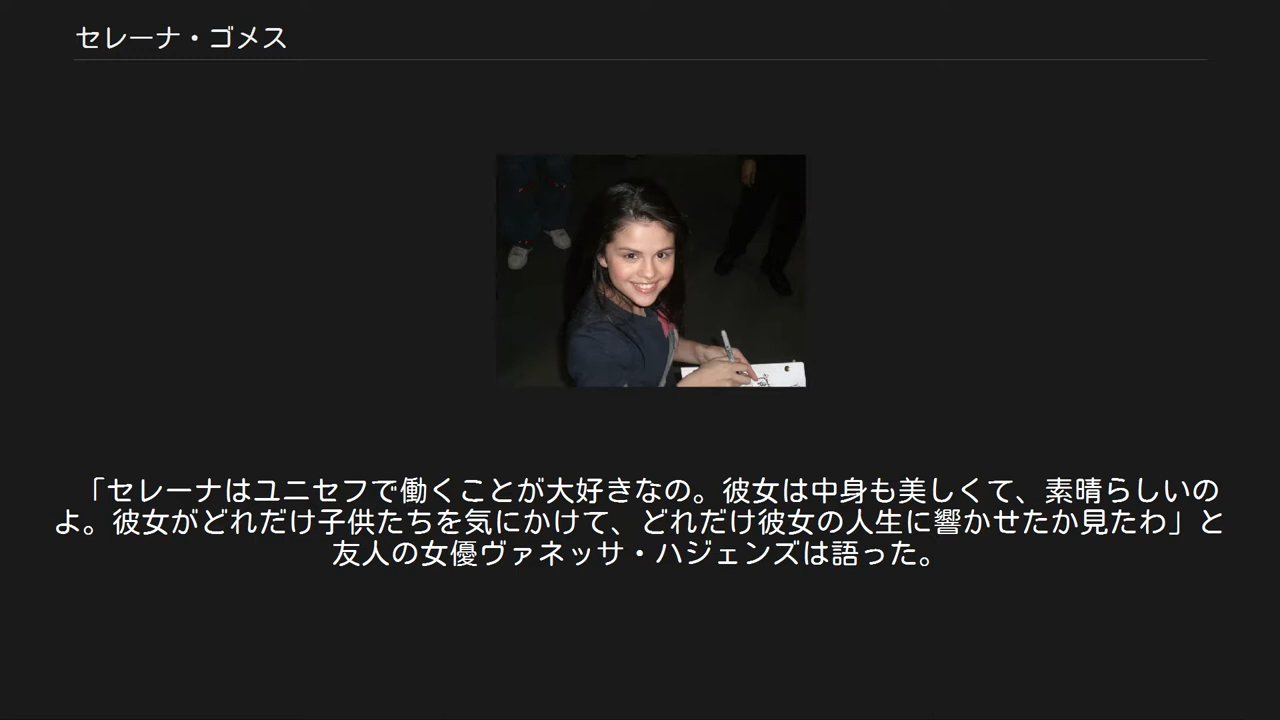 セレーナ・ゴメス
「セレーナはユニセフで働くことが大好きなの。彼女は中身も美しくて、素晴らしいの
よ。彼女がどれだけ子供たちを気にかけて、どれだけ彼女の人生に響かせたか見たわ」と
友人の女優ヴァネッサ・ハジェンズは語った。